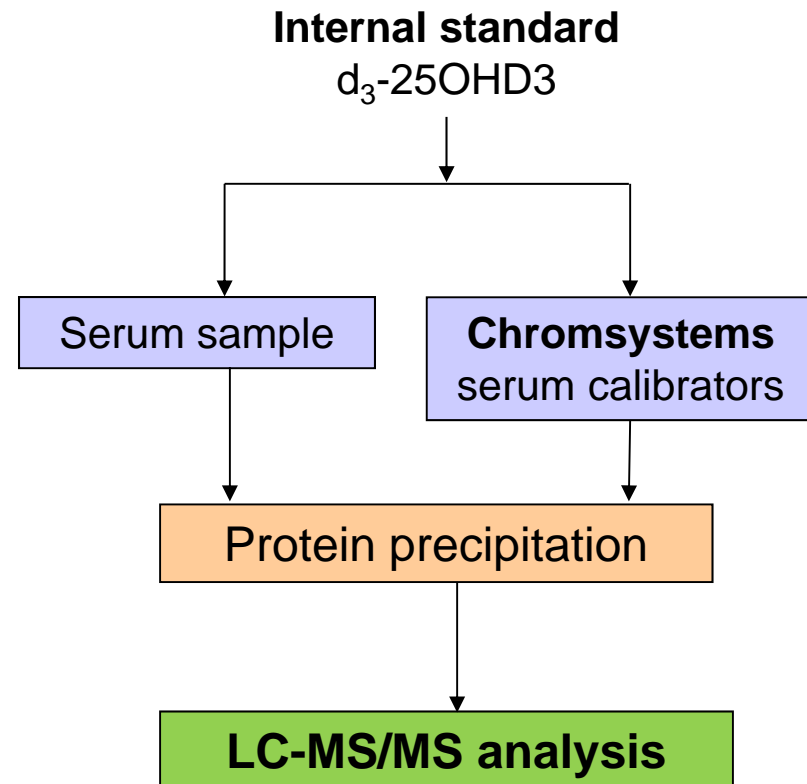 Internal standard
d₃-25OHD3
Serum sample
Chromsystems
serum calibrators
Protein precipitation
LC-MS/MS analysis